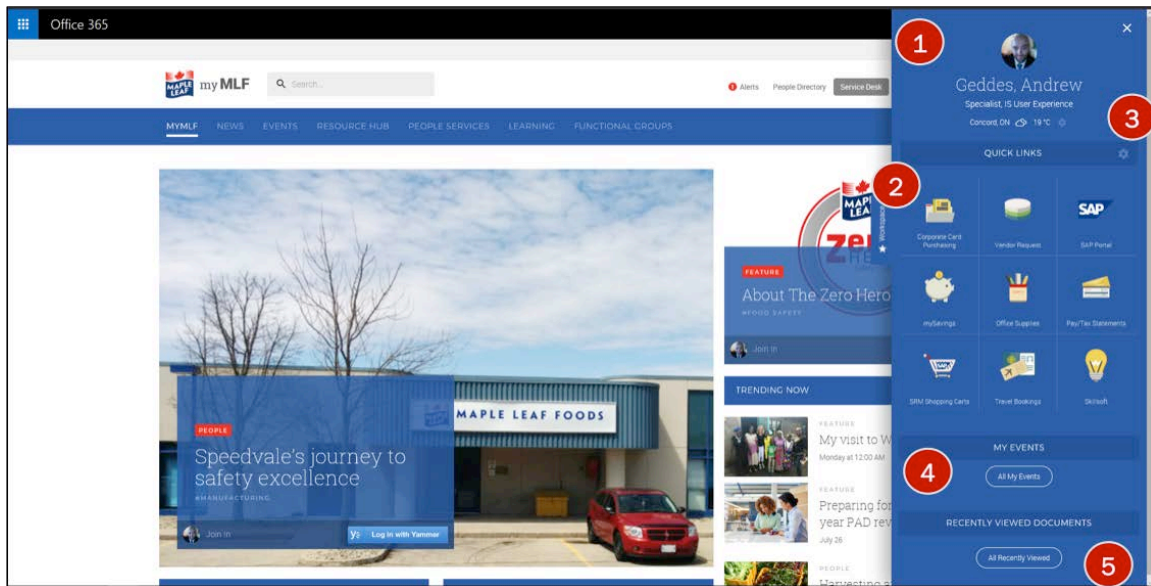 Office 365
MAPLE LEAF
my MLF
Search...
Alerts People Directory Service Desk
MYMLF NEWS EVENTS RESOURCE HUB PEOPLE SERVICES LEARNING FUNCTIONAL GROUPS
MAPLE LEAF FOODS
PEOPLE
Speedvale's journey to
safety excellence
#MANUFACTURING
Join In
Log in with Yammer
FEATURE
About The Zero Hero
#FOOD SAFETY
Join In
TRENDING NOW
FEATURE
My visit to W
Monday at 12:00 AM
FEATURE
Preparing for
year PAD rev
July 26
PEOPLE
Harvesting a
1
Geddes, Andrew
Specialist, IS User Experience
Concord, ON 19 °C
3
QUICK LINKS
2
Corporate Card
Purchasing
Vendor Request
SAP
SAP Portal
mySavings
Office Supplies
Pay/Tax Statements
SRM Shopping Carts
Travel Bookings
Skillsoft
MY EVENTS
4
All My Events
RECENTLY VIEWED DOCUMENTS
All Recently Viewed
5